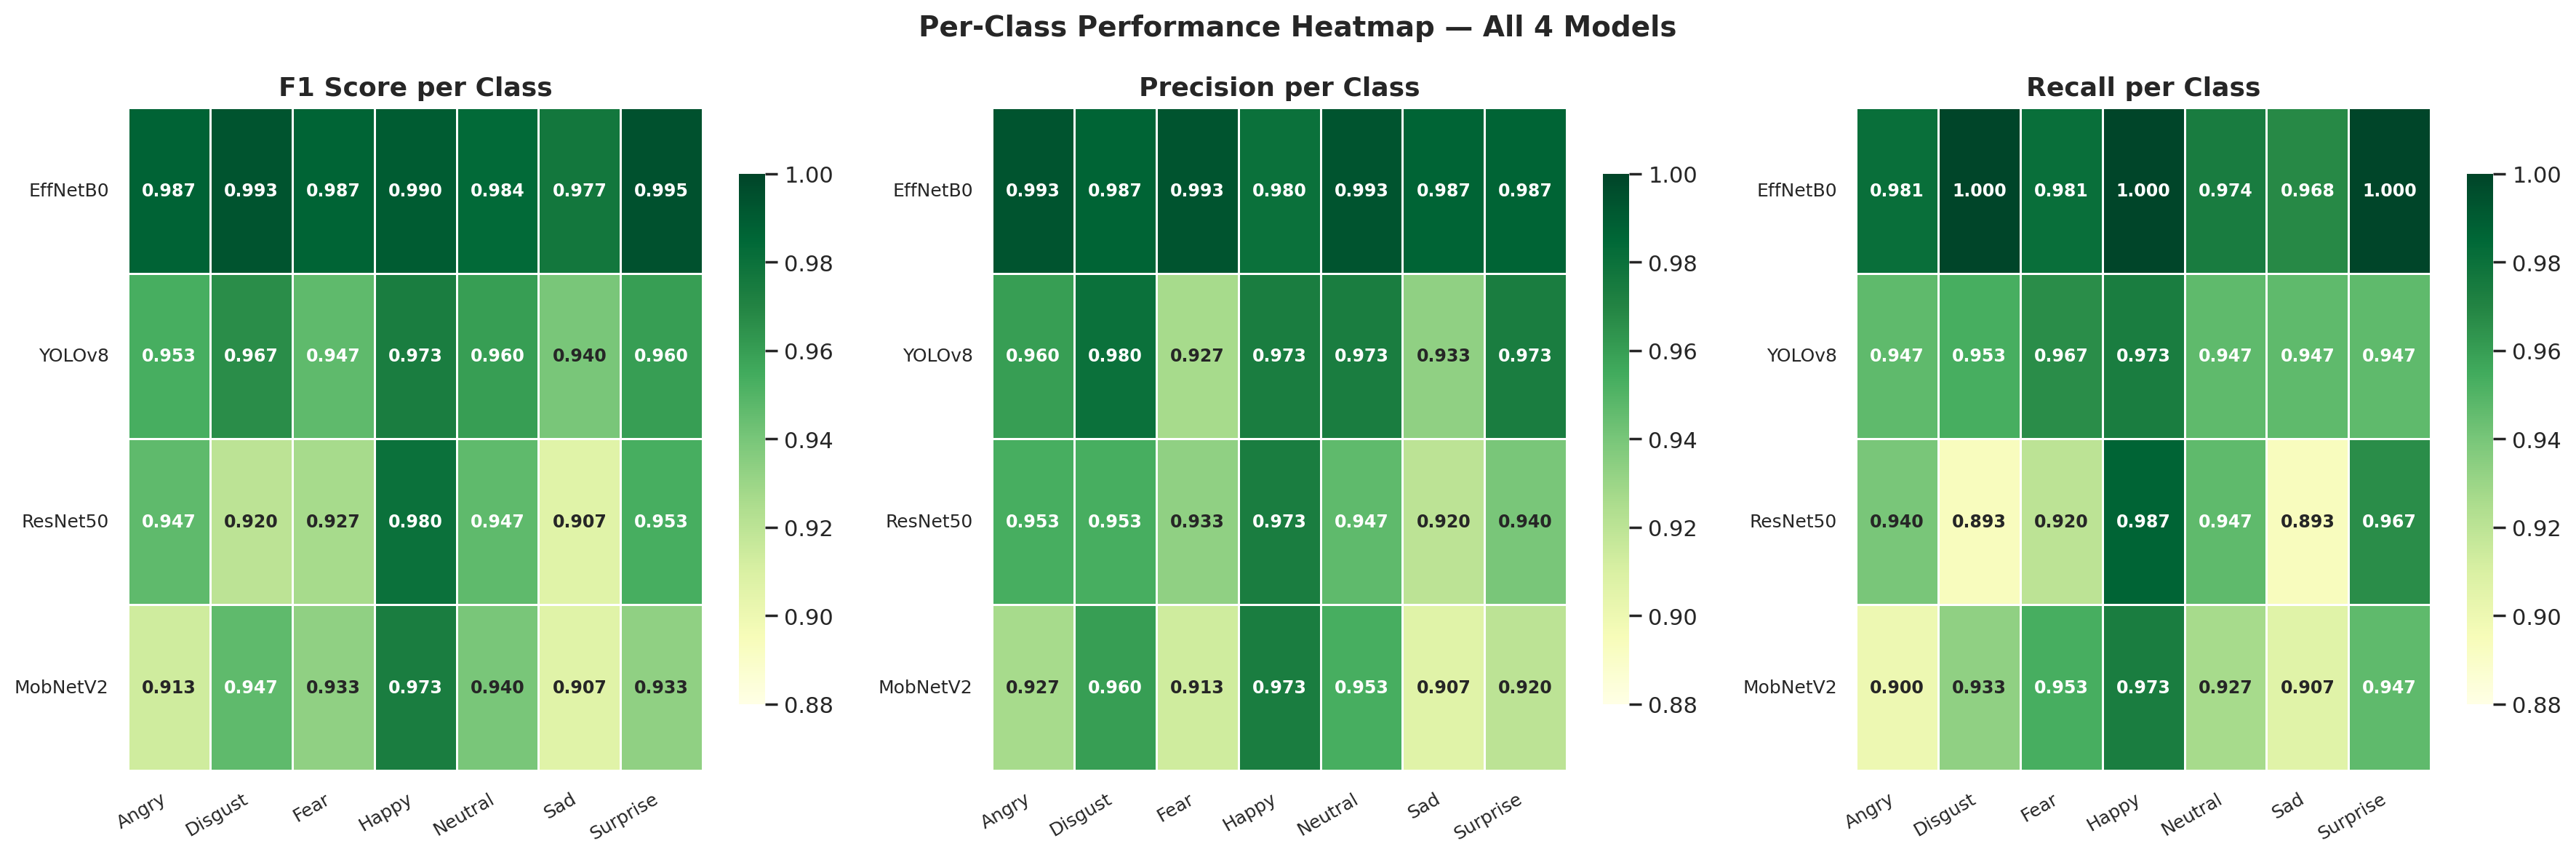 Per-Class Performance Heatmap — All 4 Models
F1 Score per Class
EffNetB0 0.987 0.993 0.987 0.990 0.984 0.977 0.995
YOLOv8 0.953 0.967 0.947 0.973 0.960 0.940 0.960
ResNet50 0.947 0.920 0.927 0.980 0.947 0.907 0.953
MobNetV2 0.913 0.947 0.933 0.973 0.940 0.907 0.933
Angry Disgust Fear Happy Neutral Sad Surprise
1.00
0.98
0.96
0.94
0.92
0.90
0.88
Precision per Class
EffNetB0 0.993 0.987 0.993 0.980 0.993 0.987 0.987
YOLOv8 0.960 0.980 0.927 0.973 0.973 0.933 0.973
ResNet50 0.953 0.953 0.933 0.973 0.947 0.920 0.940
MobNetV2 0.927 0.960 0.913 0.973 0.953 0.907 0.920
Angry Disgust Fear Happy Neutral Sad Surprise
1.00
0.98
0.96
0.94
0.92
0.90
0.88
Recall per Class
EffNetB0 0.981 1.000 0.981 1.000 0.974 0.968 1.000
YOLOv8 0.947 0.953 0.967 0.973 0.947 0.947 0.947
ResNet50 0.940 0.893 0.920 0.987 0.947 0.893 0.967
MobNetV2 0.900 0.933 0.953 0.973 0.927 0.907 0.947
Angry Disgust Fear Happy Neutral Sad Surprise
1.00
0.98
0.96
0.94
0.92
0.90
0.88